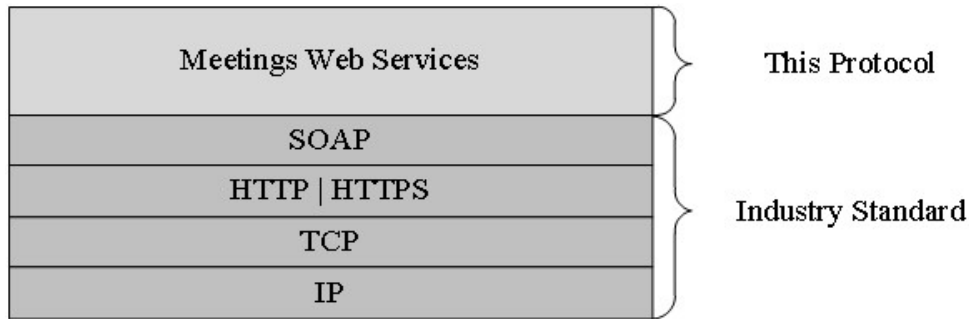 Meetings Web Services
This Protocol
SOAP
HTTP | HTTPS
Industry Standard
TCP
IP